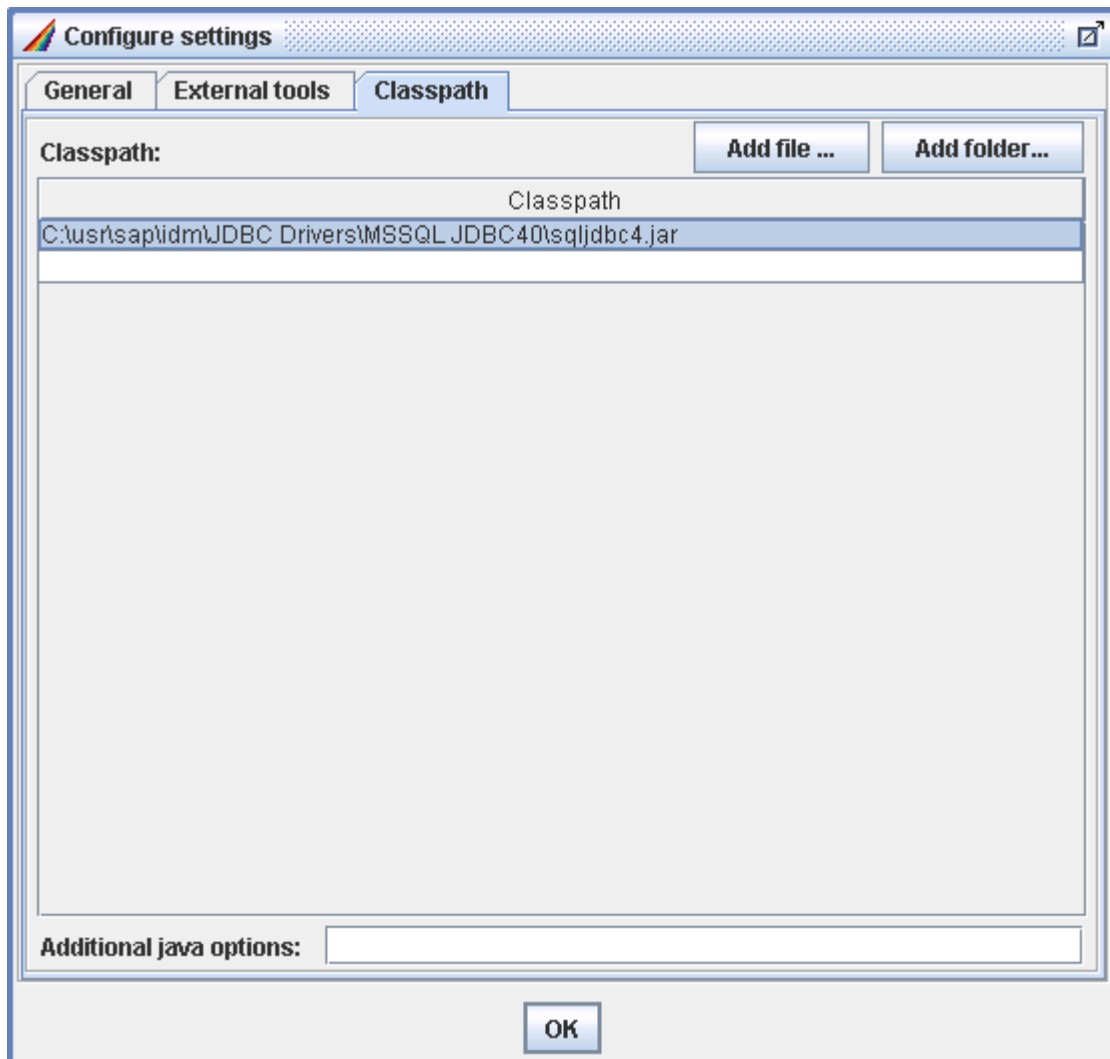 Configure settings
General External tools Classpath
Classpath: Add file ... Add folder...
Classpath
C:\usr\sap\idm\JDBC Drivers\MSSQL JDBC40\sqljdbc4.jar
Additional java options:
OK